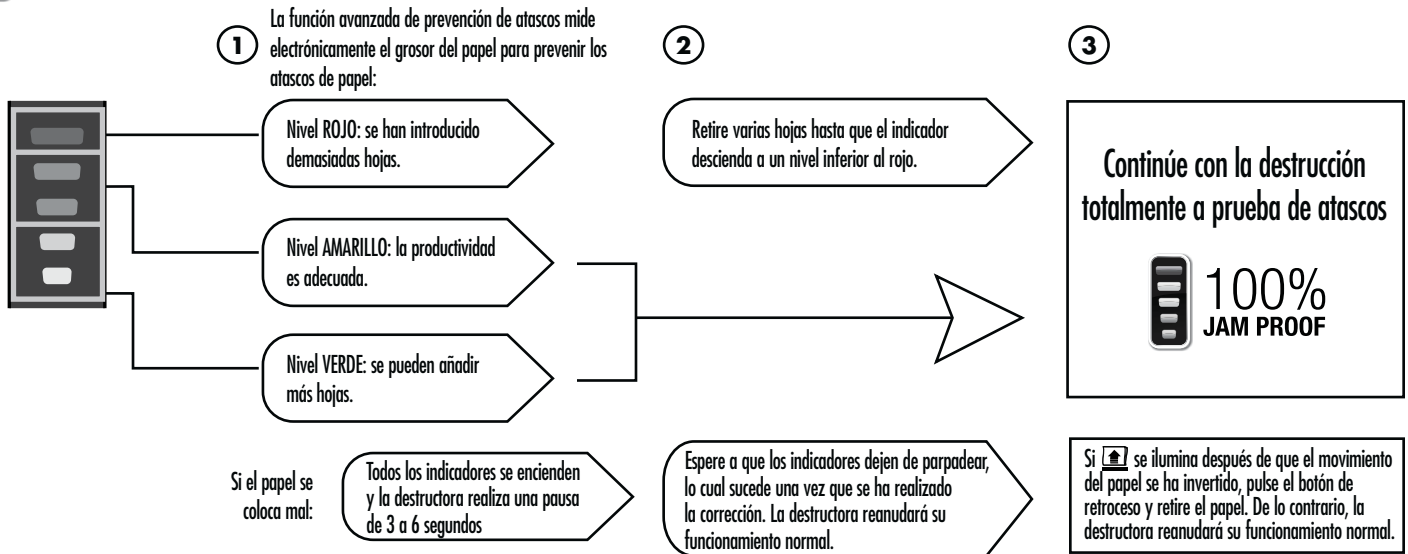 1
La función avanzada de prevención de atascos mide
electrónicamente el grosor del papel para prevenir los
atascos de papel:
Nivel ROJO: se han introducido
demasiadas hojas.
Nivel AMARILLO: la productividad
es adecuada.
Nivel VERDE: se pueden añadir
más hojas.
2
Retire varias hojas hasta que el indicador
descienda a un nivel inferior al rojo.
3
Continúe con la destrucción
totalmente a prueba de atascos
100%
JAM PROOF
Si el papel se
coloca mal:
Todos los indicadores se encienden
y la destructora realiza una pausa
de 3 a 6 segundos
Espere a que los indicadores dejen de parpadear,
lo cual sucede una vez que se ha realizado
la corrección. La destructora reanudará su
funcionamiento normal.
Si se ilumina después de que el movimiento
del papel se ha invertido, pulse el botón de
retroceso y retire el papel. De lo contrario, la
destructora reanudará su funcionamiento normal.